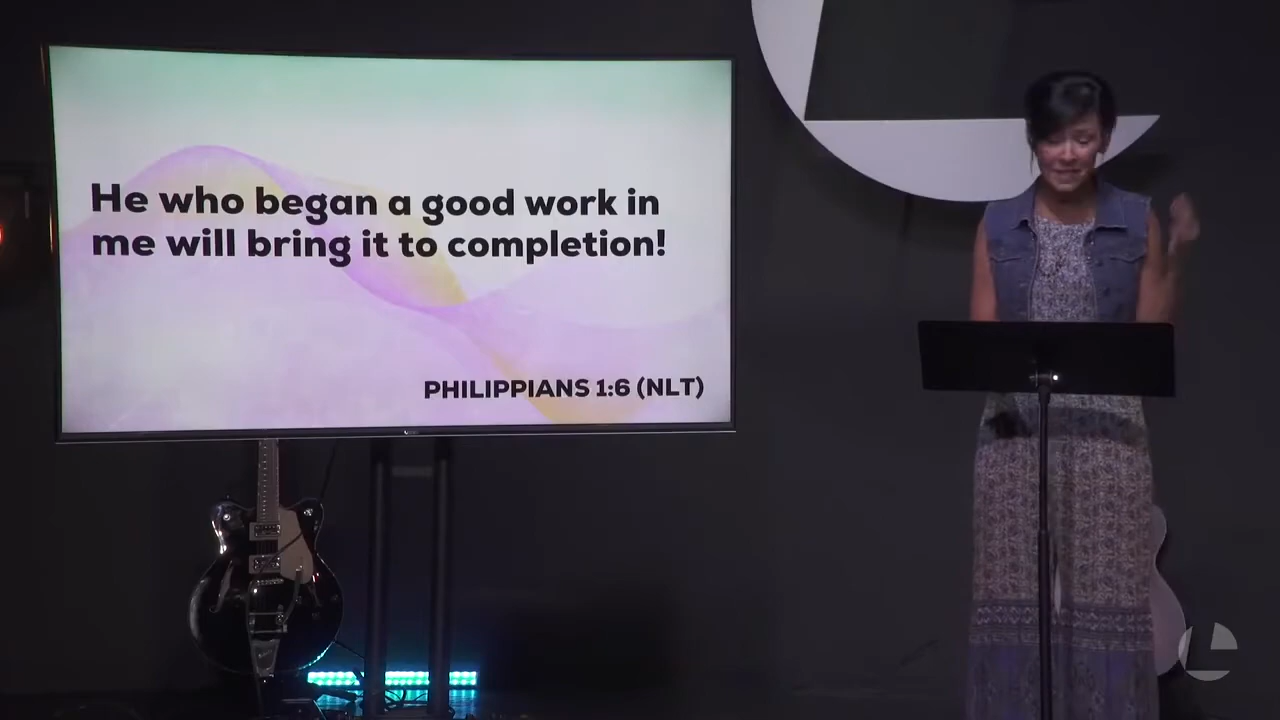 He who began a good work in
me will bring it to completion!
PHILIPPIANS 1:6 (NLT)